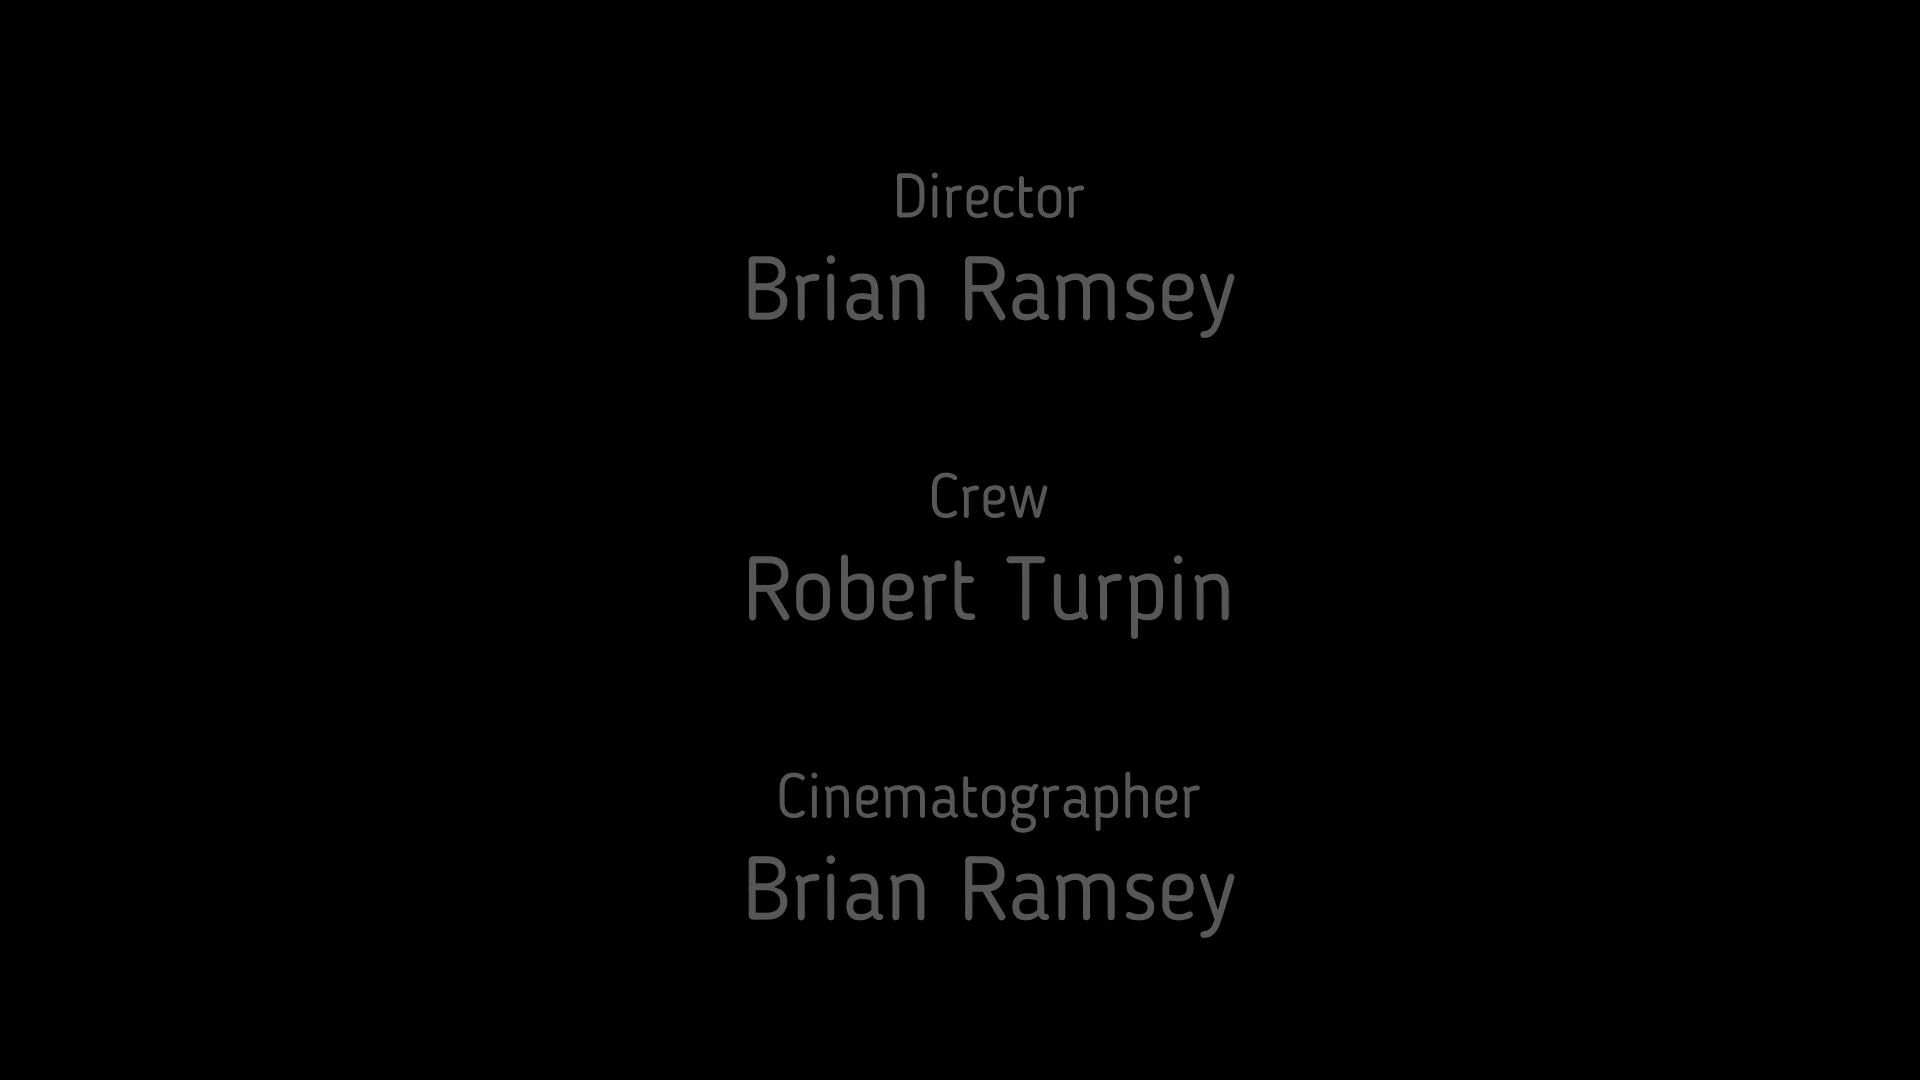 Director
Brian Ramsey
Crew
Robert Turpin
Cinematographer
Brian Ramsey